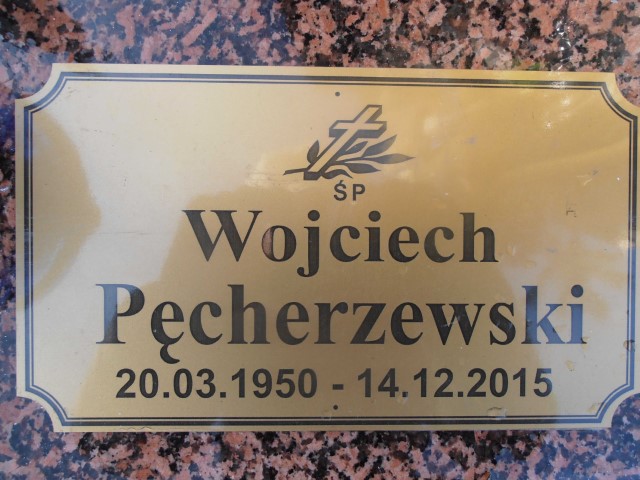 ŚP
Wojciech
Pęcherzewski
20.03.1950 - 14.12.2015